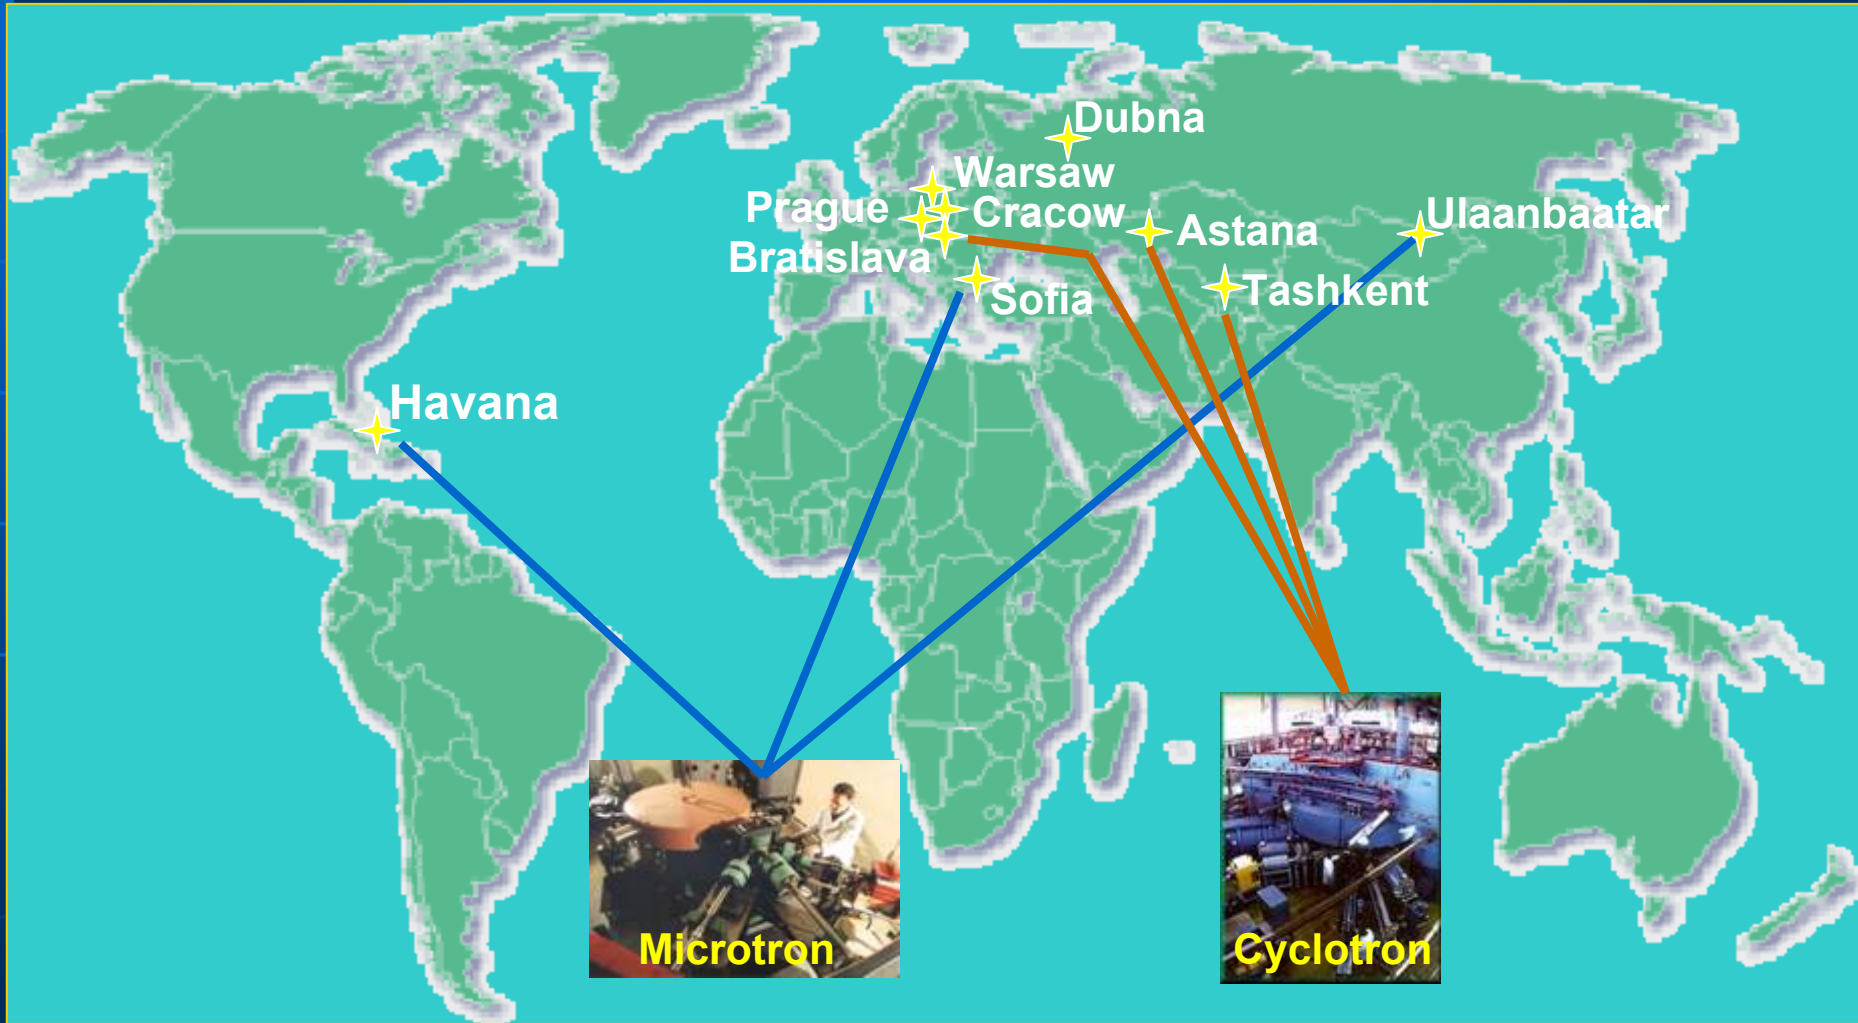 Dubna
Warsaw
Prague
Cracow
Ulaanbaatar
Astana
Bratislava
Tashkent
Sofia
Havana
Microtron
Cyclotron